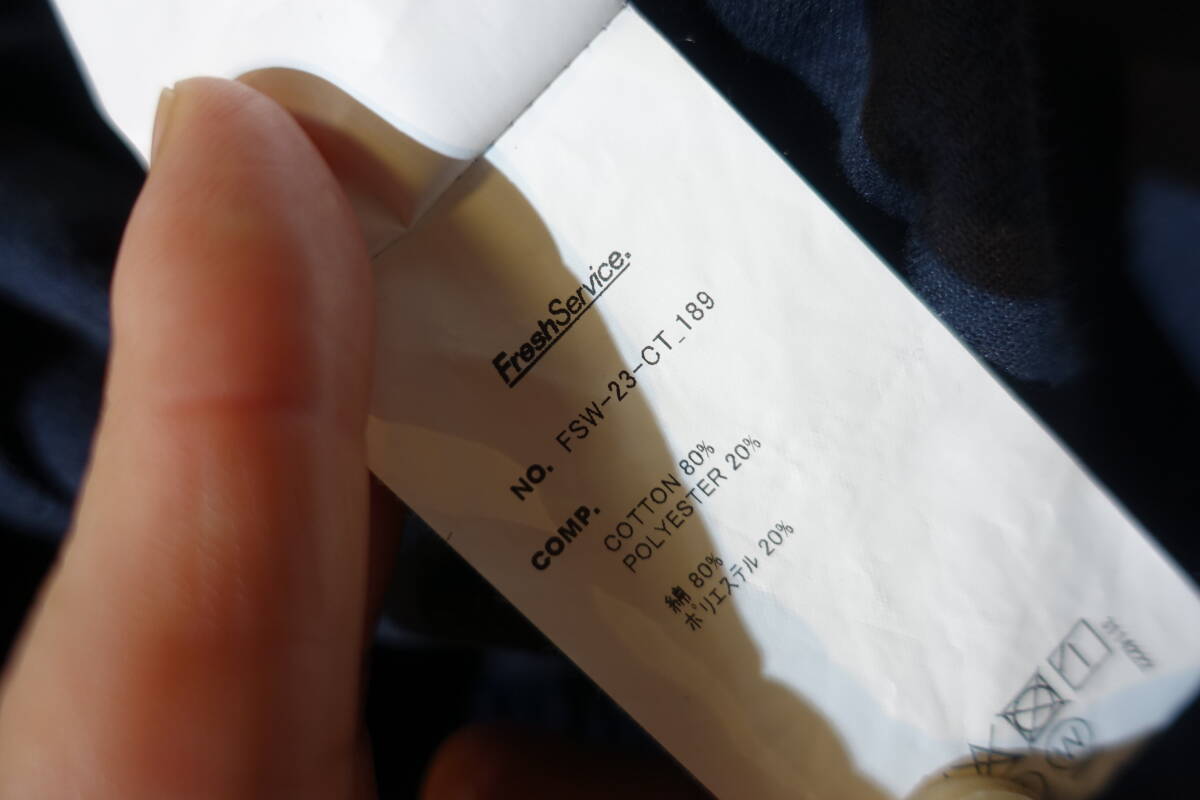 FreshService.
NO. FSW-23-CT_189
COMP.
COTTON 80%
POLYESTER 20%
綿 80%
ポリエステル 20%
W